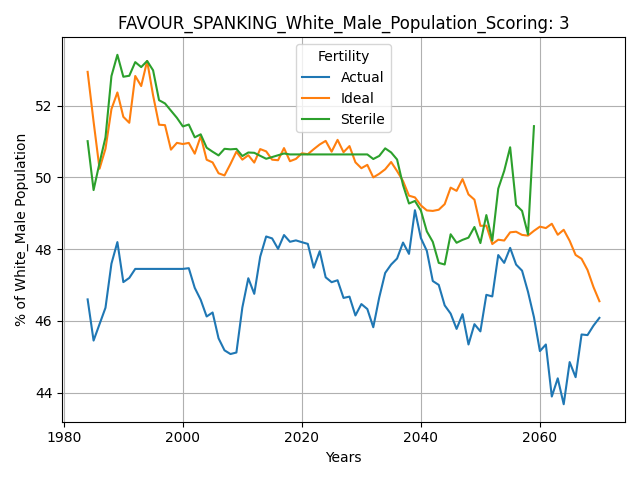 FAVOUR_SPANKING_White_Male_Population_Scoring: 3
Fertility
Actual
Ideal
Sterile
% of White_Male Population
52
50
48
46
44
1980
2000
2020
2040
2060
Years